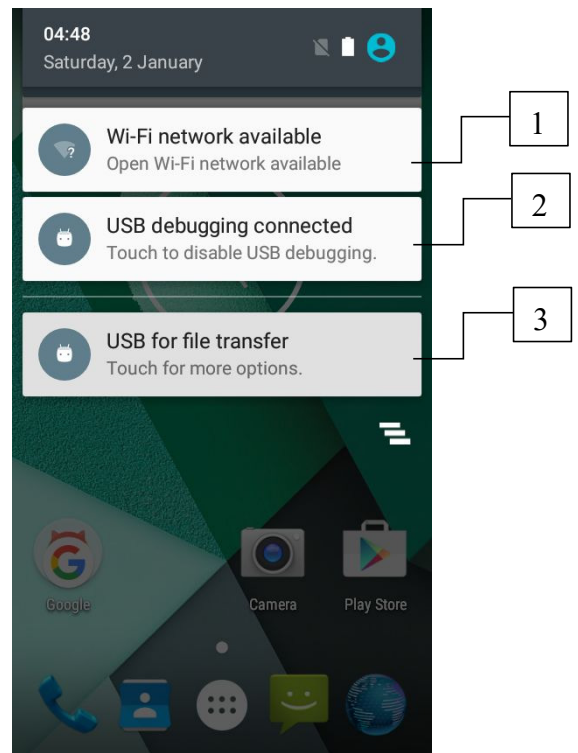 04:48
Saturday, 2 January
Wi-Fi network available
Open Wi-Fi network available
1
USB debugging connected
Touch to disable USB debugging.
2
USB for file transfer
Touch for more options.
3
Google
Camera
Play Store